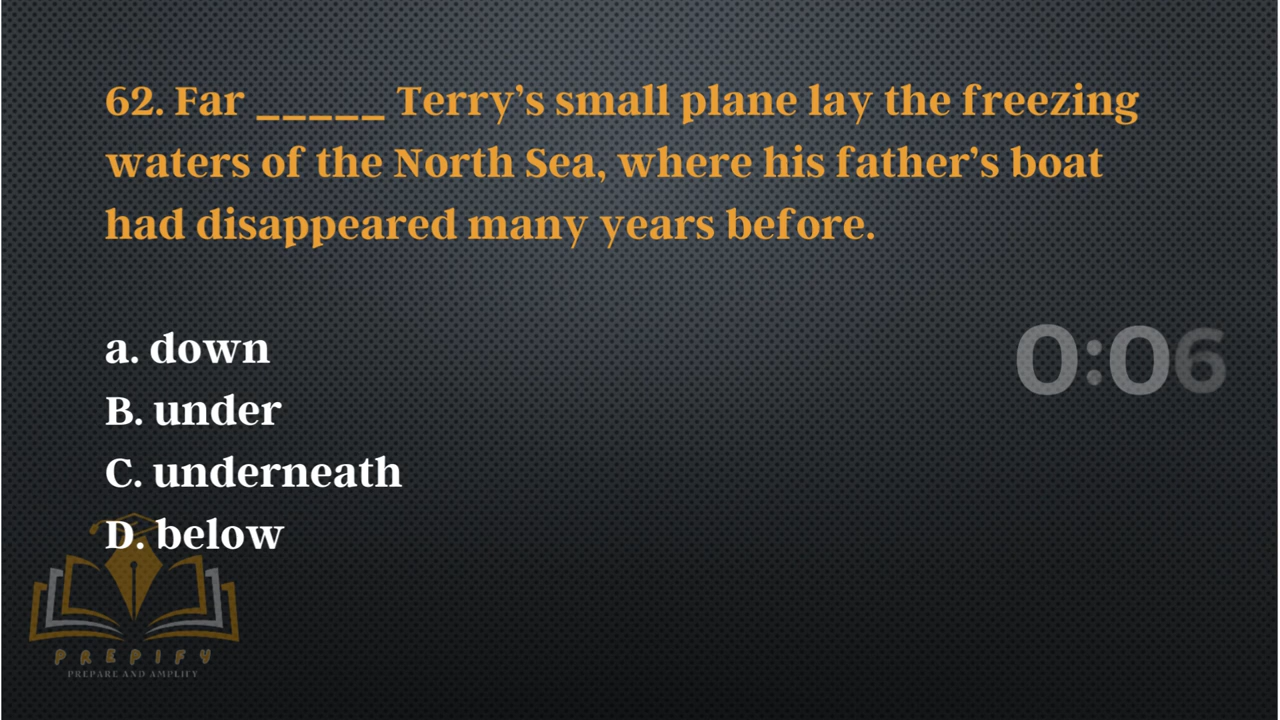 62. Far _____ Terry’s small plane lay the freezing
waters of the North Sea, where his father’s boat
had disappeared many years before.
a. down
B. under
C. underneath
D. below
0:06
PREPIFY
PREPARE AND AMPLIFY